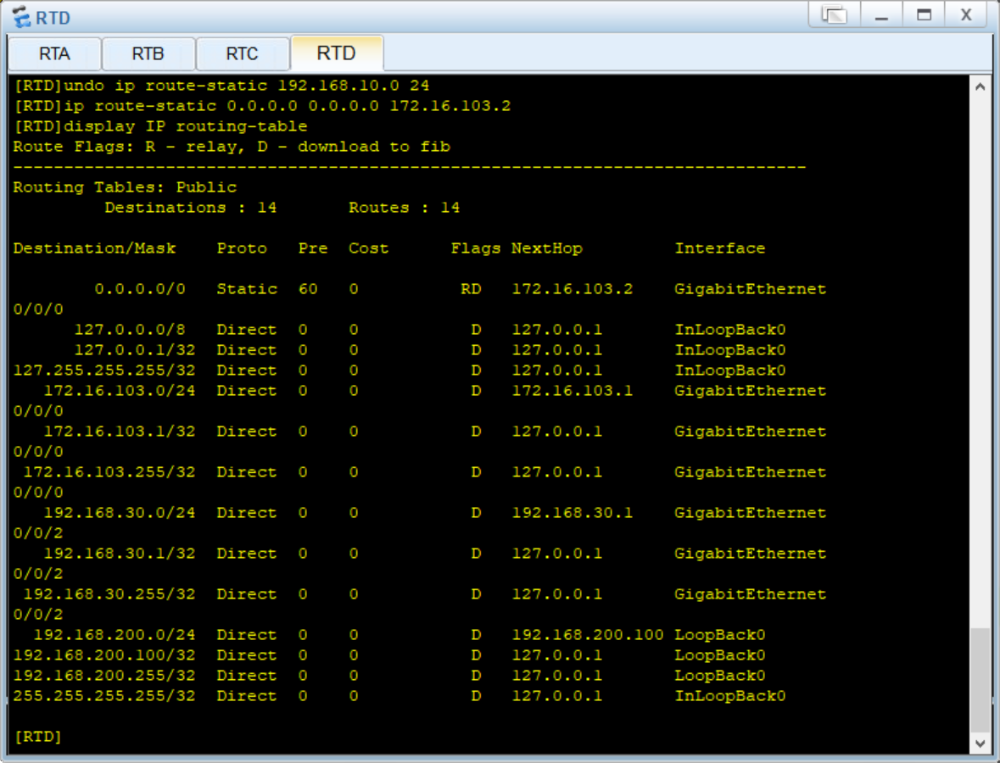 RTD
RTA RTB RTC RTD
[RTD]undo ip route-static 192.168.10.0 24
[RTD]ip route-static 0.0.0.0 0.0.0.0 172.16.103.2
[RTD]display IP routing-table
Route Flags: R - relay, D - download to fib
------------------------------------------------------------------------------
Routing Tables: Public
         Destinations : 14       Routes : 14

Destination/Mask    Proto   Pre  Cost      Flags NextHop         Interface

        0.0.0.0/0   Static  60   0          RD   172.16.103.2    GigabitEthernet
0/0/0
      127.0.0.0/8   Direct  0    0           D   127.0.0.1       InLoopBack0
      127.0.0.1/32  Direct  0    0           D   127.0.0.1       InLoopBack0
127.255.255.255/32  Direct  0    0           D   127.0.0.1       InLoopBack0
   172.16.103.0/24  Direct  0    0           D   172.16.103.1    GigabitEthernet
0/0/0
   172.16.103.1/32  Direct  0    0           D   127.0.0.1       GigabitEthernet
0/0/0
 172.16.103.255/32  Direct  0    0           D   127.0.0.1       GigabitEthernet
0/0/0
   192.168.30.0/24  Direct  0    0           D   192.168.30.1    GigabitEthernet
0/0/2
   192.168.30.1/32  Direct  0    0           D   127.0.0.1       GigabitEthernet
0/0/2
 192.168.30.255/32  Direct  0    0           D   127.0.0.1       GigabitEthernet
0/0/2
  192.168.200.0/24  Direct  0    0           D   192.168.200.100 LoopBack0
192.168.200.100/32  Direct  0    0           D   127.0.0.1       LoopBack0
192.168.200.255/32  Direct  0    0           D   127.0.0.1       LoopBack0
255.255.255.255/32  Direct  0    0           D   127.0.0.1       InLoopBack0

[RTD]